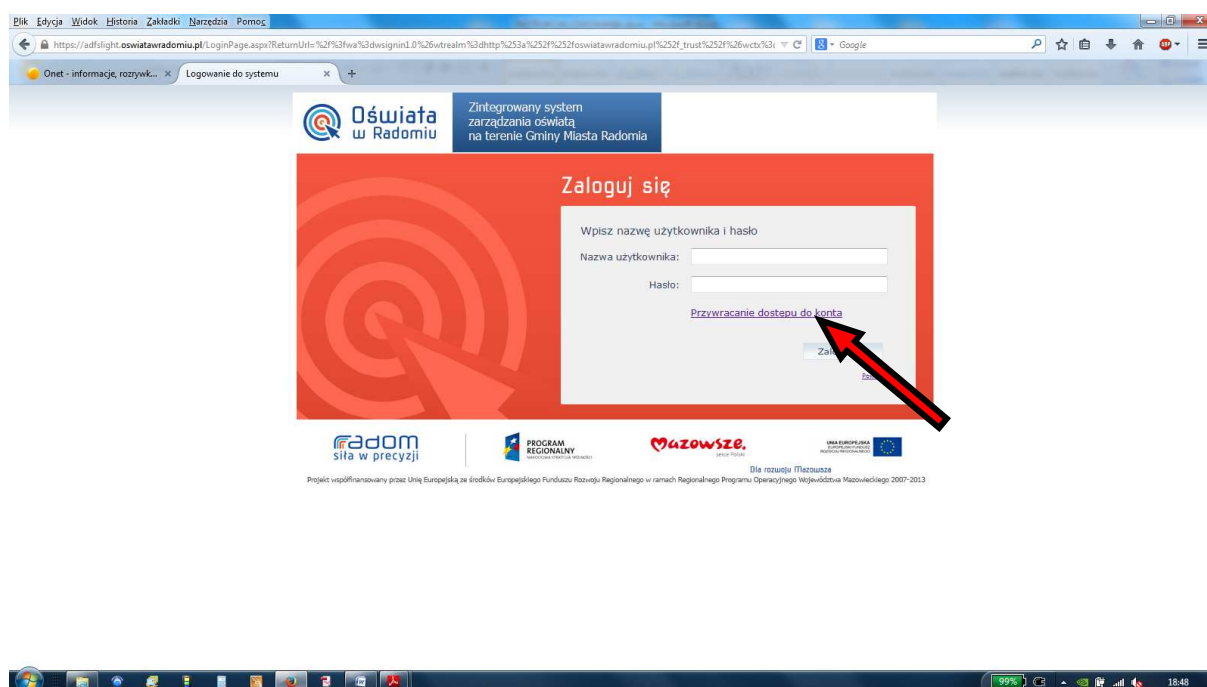 Plik Edycja Widok Historia Zakładki Narzędzia Pomoc
https://adfslight.oswiatawradomiu.pl/LoginPage.aspx?ReturnUrl=%2f%3fwa%3dwsignin1.0%26wtrealm%3dhttp%253a%252f%252foswiatawradomiu.pl%252f_trust%252f%26wctx%3c
Google
Onet - informacje, rozrywk...
Logowanie do systemu
Oświata
w Radomiu
Zintegrowany system
zarządzania oświatą
na terenie Gminy Miasta Radomia
Zaloguj się
Wpisz nazwę użytkownika i hasło
Nazwa użytkownika:
Hasło:
Przywracanie dostępu do konta
radom
siła w precyzji
PROGRAM
REGIONALNY
mazowsze.
serce Polski
UNIA EUROPEJSKA
Dla rozwoju Mazowsza
Projekt współfinansowany przez Unię Europejską ze środków Europejskiego Funduszu Rozwoju Regionalnego w ramach Regionalnego Programu Operacyjnego Województwa Mazowieckiego 2007-2013
99%
18:48